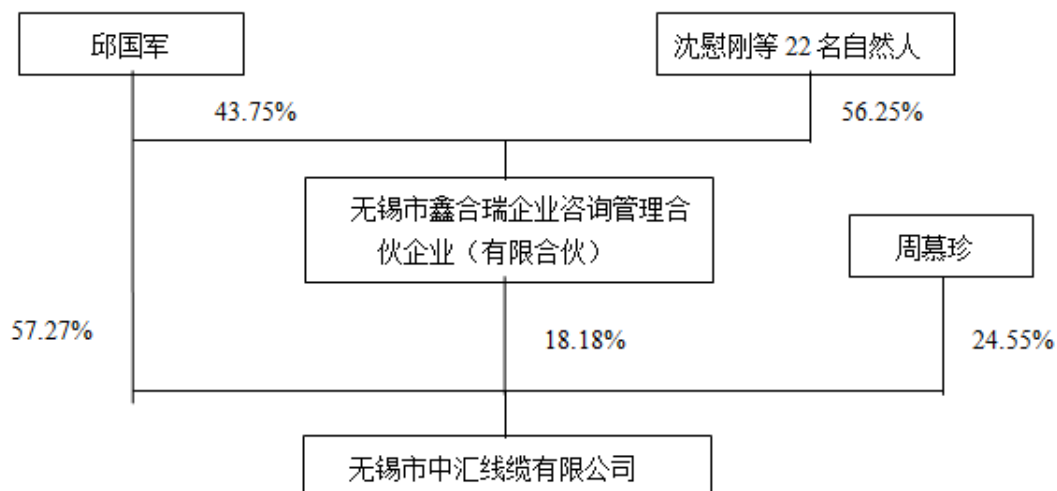 邱国军
沈慰刚等 22 名自然人
43.75%
56.25%
无锡市鑫合瑞企业咨询管理合
伙企业（有限合伙）
周慕珍
57.27%
18.18%
24.55%
无锡市中汇线缆有限公司